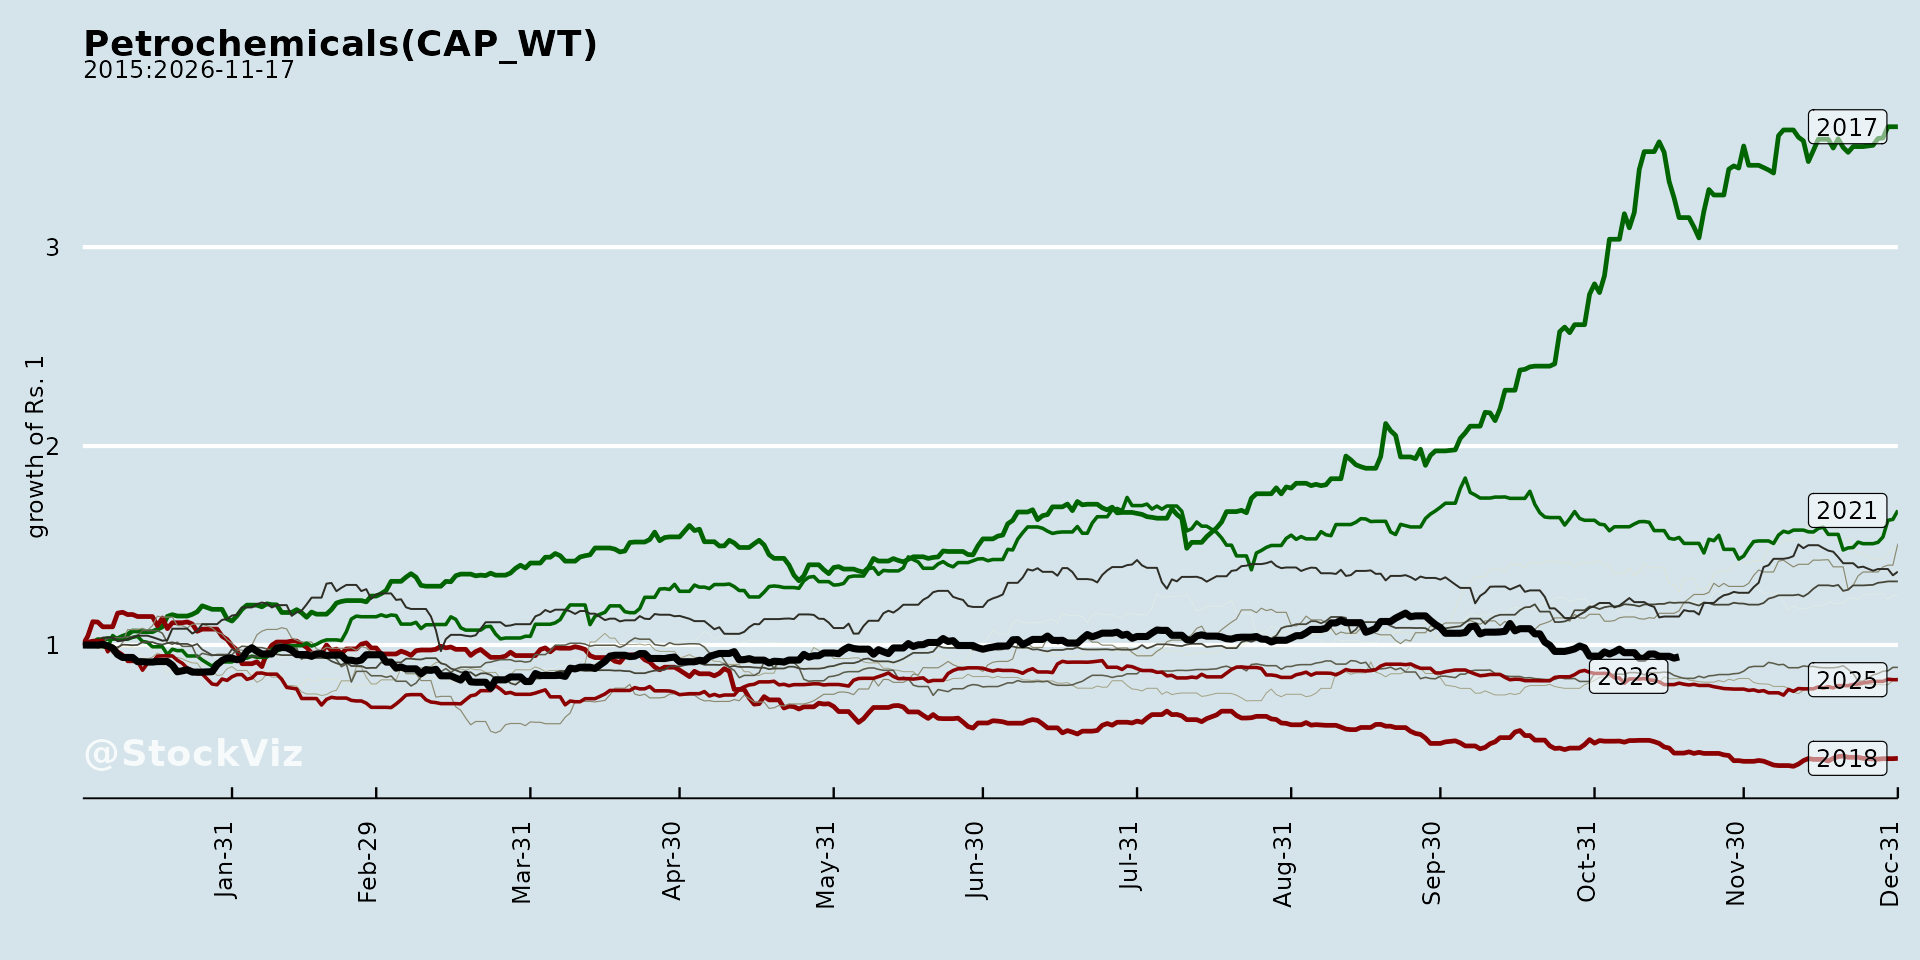 Petrochemicals(CAP_WT)
2015:2026-11-17
growth of Rs. 1
3
2
1
2017
2021
2026
2025
2018
@StockViz
Jan-31
Feb-29
Mar-31
Apr-30
May-31
Jun-30
Jul-31
Aug-31
Sep-30
Oct-31
Nov-30
Dec-31